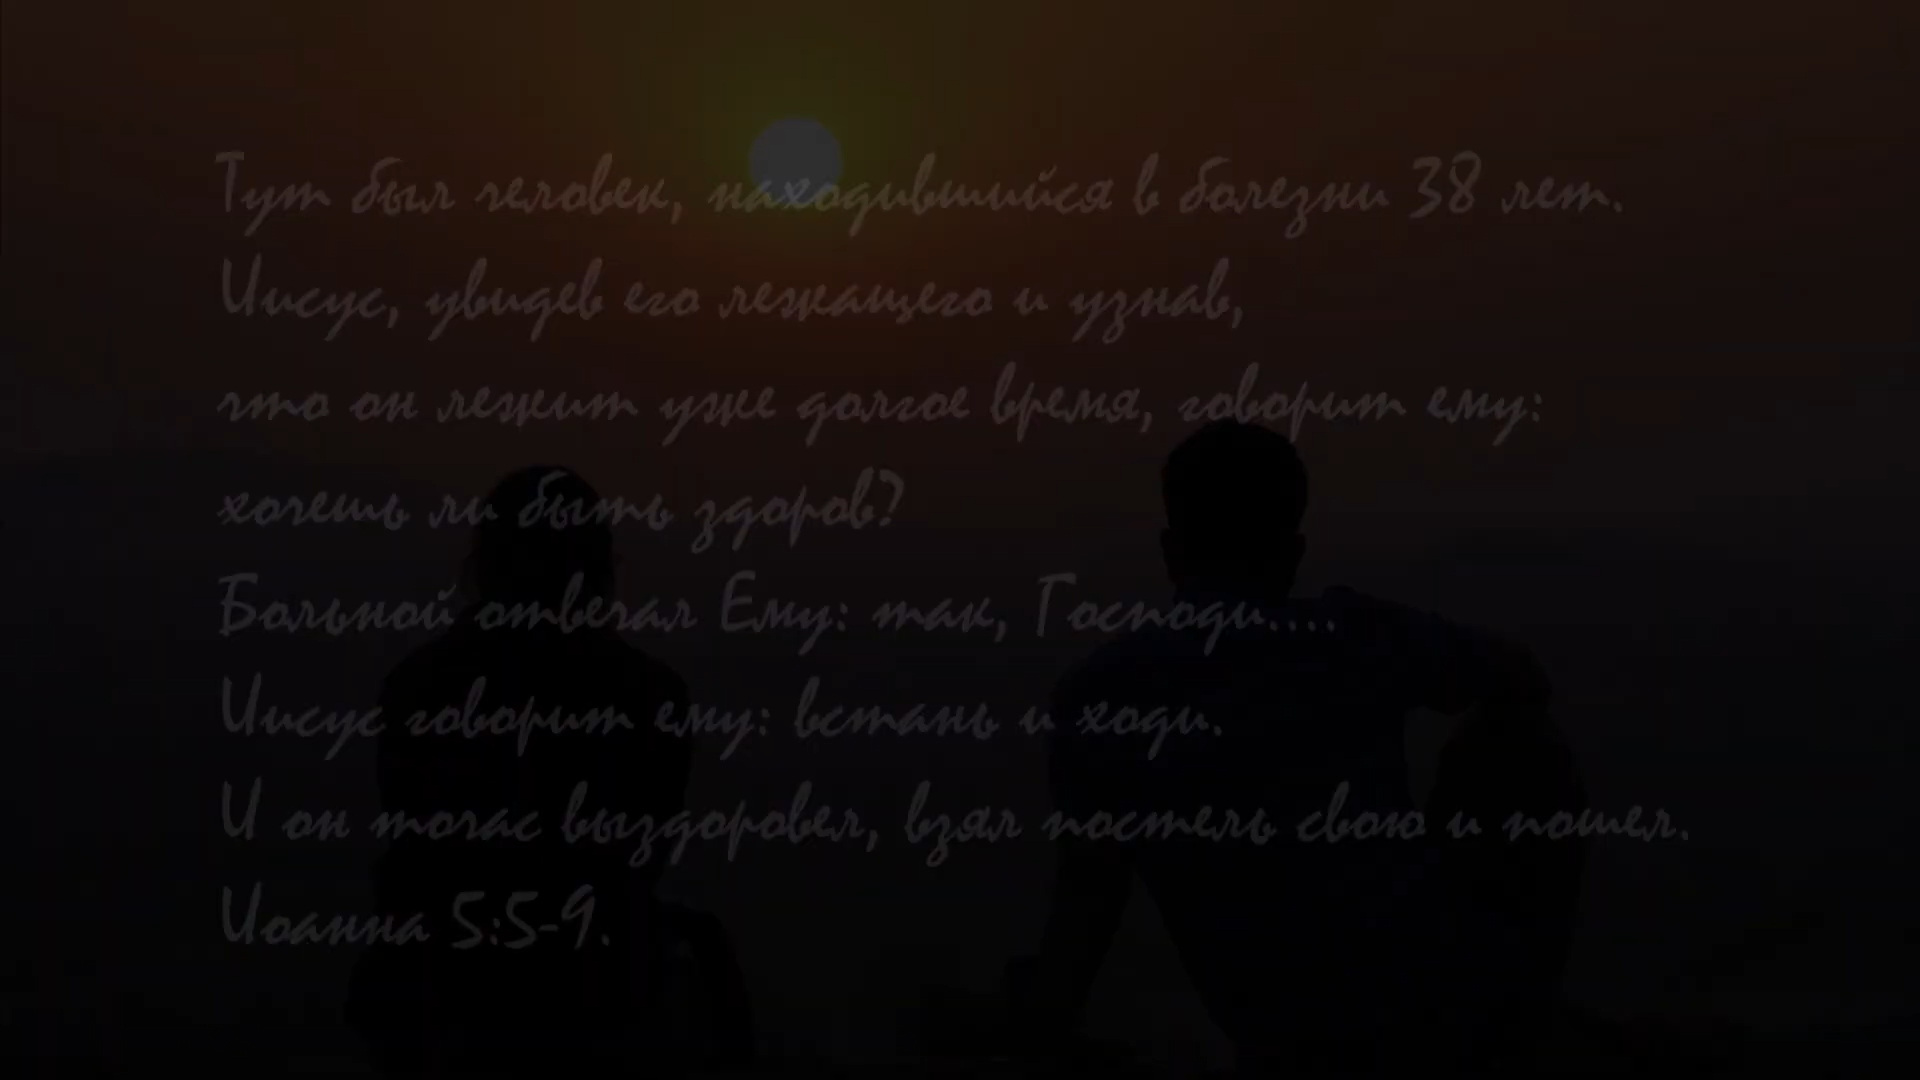 Тут был человек, находившийся в болезни 38 лет.
Иисус, увидев его лежащего и узнав,
что он лежит уже долгое время, говорит ему:
хочешь ли быть здоров?
Больной отвечал Ему: так, Господи....
Иисус говорит ему: встань и ходи.
И он тотчас выздоровел, взял постель свою и пошел.
Иоанна 5:5-9.